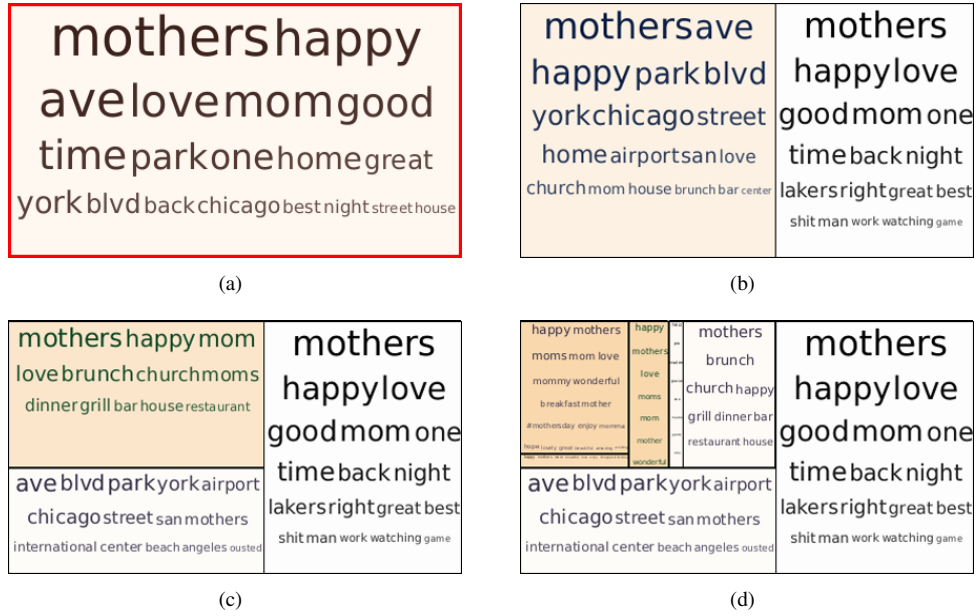 mothers happy
ave love mom good
time park one home great
york blvd back chicago best night street house
(a)
mothers ave
happy park blvd
york chicago street
home airport san love
church mom house brunch bar center
mothers
happy love
good mom one
time back night
lakers right great best
shit man work watching game
(b)
mothers happy mom
love brunch church moms
dinner grill bar house restaurant
ave blvd park york airport
chicago street san mothers
international center beach angeles ousted
mothers
happy love
good mom one
time back night
lakers right great best
shit man work watching game
(c)
happy mothers
moms mom love
mommy wonderful
breakfast mother
#mothersday enjoy momma
hope lovely great beautiful amazing
happy
mothers
love
moms
mom
mother
wonderful
mothers
brunch
church happy
grill dinner bar
restaurant house
ave blvd park york airport
chicago street san mothers
international center beach angeles ousted
mothers
happy love
good mom one
time back night
lakers right great best
shit man work watching game
(d)